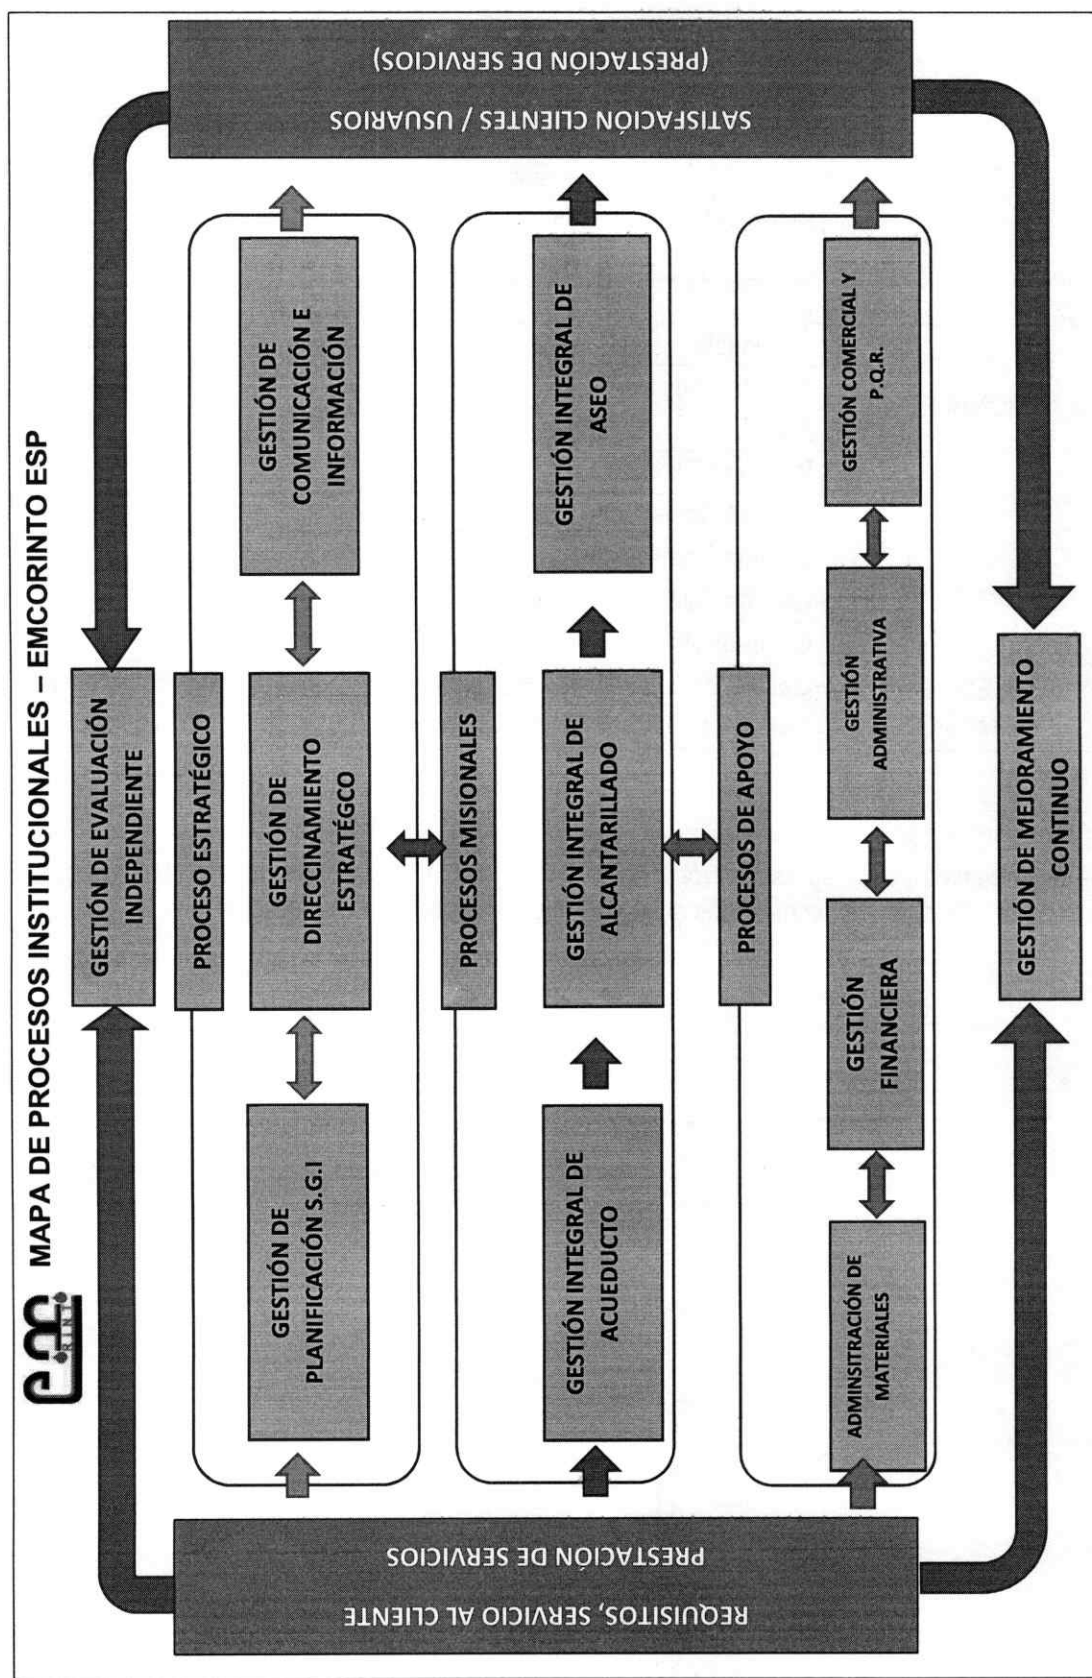 MAPA DE PROCESOS INSTITUCIONALES – EMCORINTO ESP
em
RINTO
REQUISITOS, SERVICIO AL CLIENTE
PRESTACIÓN DE SERVICIOS
GESTIÓN DE EVALUACIÓN
INDEPENDIENTE
PROCESO ESTRATÉGICO
GESTIÓN DE
PLANIFICACIÓN S.G.I
GESTIÓN DE
DIRECCINAMIENTO
ESTRATÉGCO
GESTIÓN DE
COMUNICACIÓN E
INFORMACIÓN
PROCESOS MISIONALES
GESTIÓN INTEGRAL DE
ACUEDUCTO
GESTIÓN INTEGRAL DE
ALCANTARILLADO
GESTIÓN INTEGRAL DE
ASEO
PROCESOS DE APOYO
ADMINSITRACIÓN DE
MATERIALES
GESTIÓN
FINANCIERA
GESTIÓN
ADMINISTRATIVA
GESTIÓN COMERCIAL Y
P.Q.R.
GESTIÓN DE MEJORAMIENTO
CONTINUO
SATISFACIÓN CLIENTES / USUARIOS
(PRESTACIÓN DE SERVICIOS)